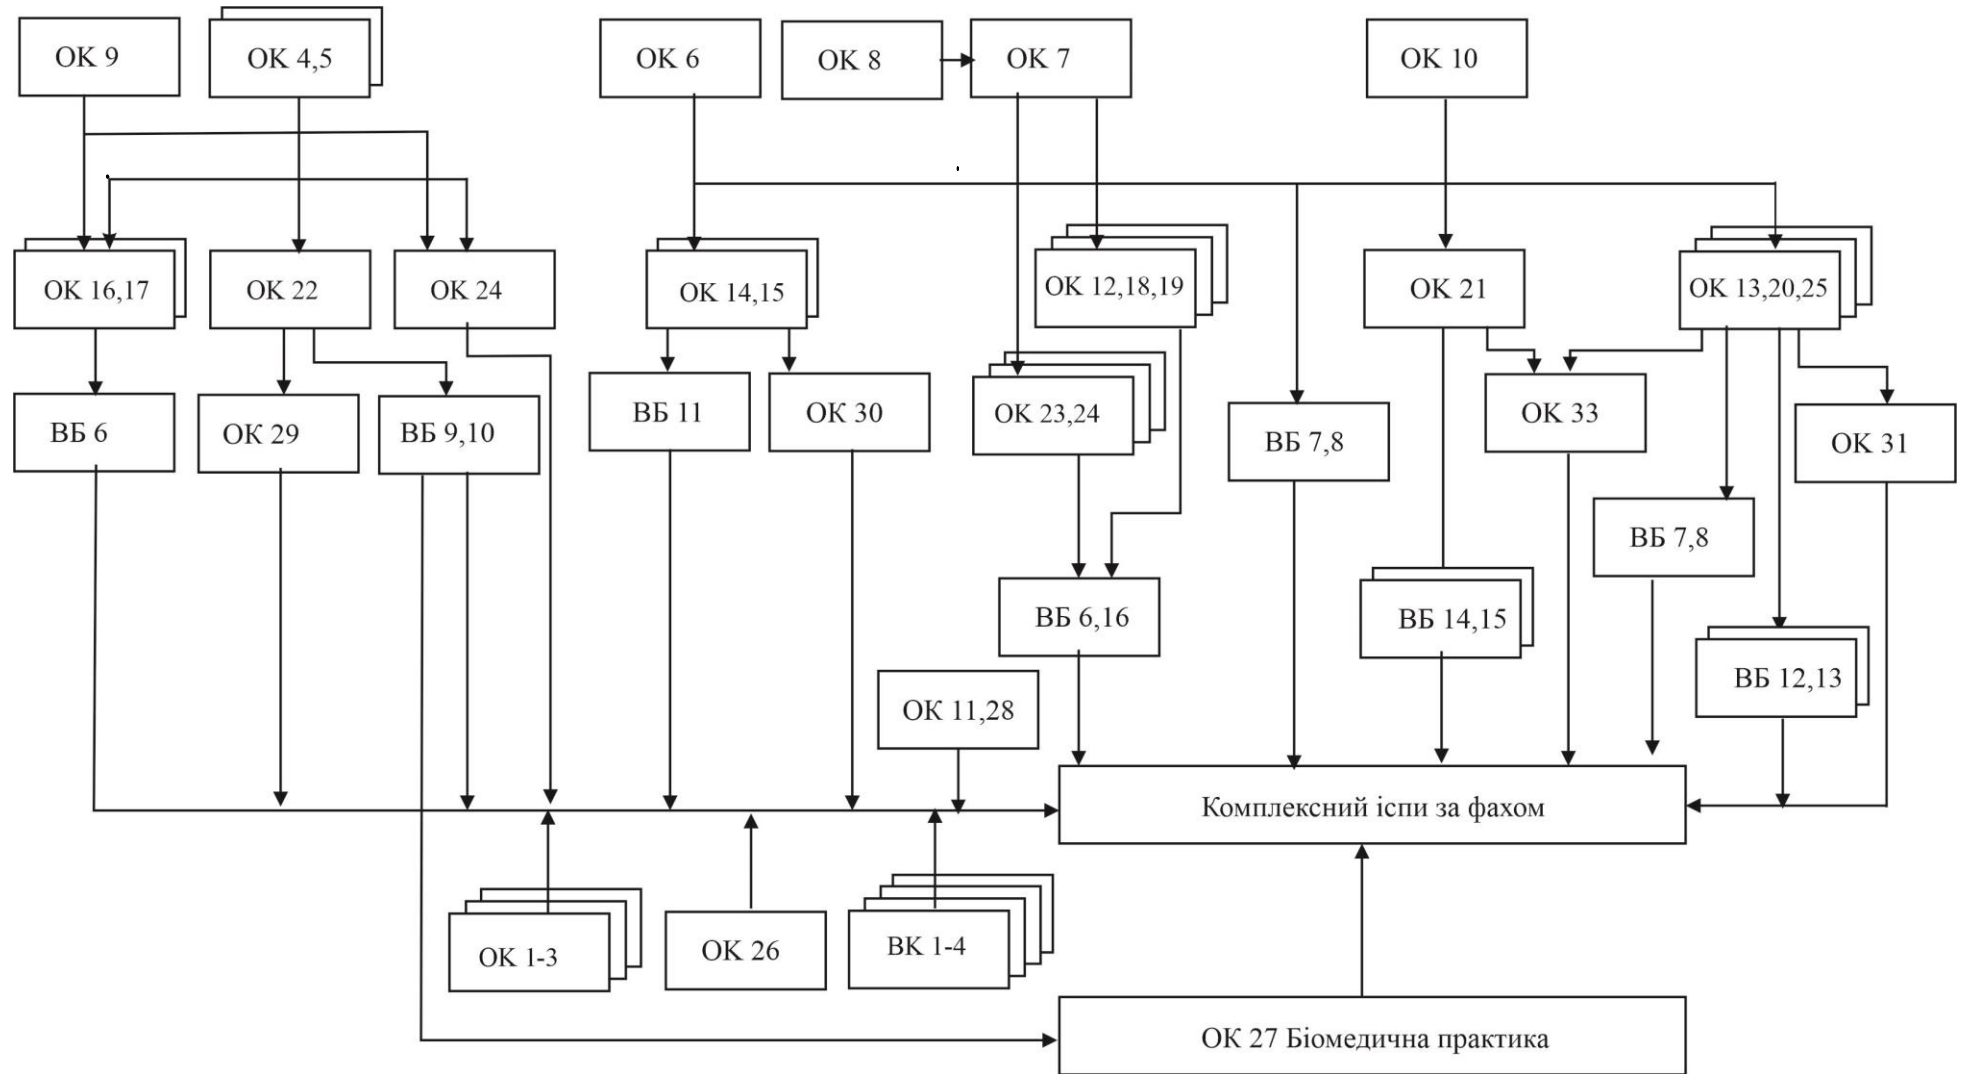 ОК 9
ОК 4,5
ОК 6
ОК 8
ОК 7
ОК 10
ОК 16,17
ОК 22
ОК 24
ОК 14,15
ОК 12,18,19
ОК 21
ОК 13,20,25
ВБ 6
ОК 29
ВБ 9,10
ВБ 11
ОК 30
ОК 23,24
ВБ 7,8
ОК 33
ОК 31
ВБ 7,8
ВБ 6,16
ВБ 14,15
ВБ 12,13
ОК 11,28
Комплексний іспи за фахом
ОК 1-3
ОК 26
ВК 1-4
ОК 27 Біомедична практика